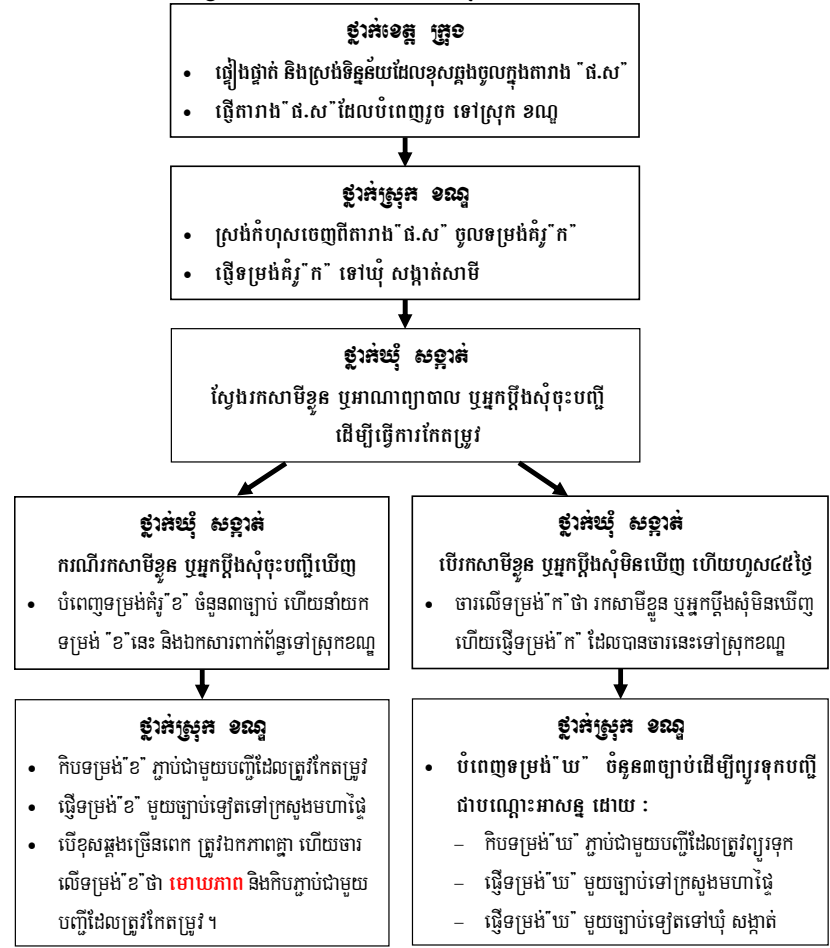 ថ្នាក់ខេត្ត ក្រុង
• ផ្ទៀងផ្ទាត់ និងស្រង់ទិន្នន័យដែលខុសឆ្គងចូលក្នុងតារាង “ផ.ស”
• ផ្ញើតារាង“ផ.ស”ដែលបំពេញរួច ទៅស្រុក ខណ្ឌ
ថ្នាក់ស្រុក ខណ្ឌ
• ស្រង់កំហុសចេញពីតារាង“ផ.ស” ចូលទម្រង់គំរូ“ក”
• ផ្ញើទម្រង់គំរូ“ក” ទៅឃុំ សង្កាត់សាមី
ថ្នាក់ឃុំ សង្កាត់
ស្វែងរកសាមីខ្លួន ឬអាណាព្យាបាល ឬអ្នកប្តឹងសុំចុះបញ្ជី
ដើម្បីធ្វើការកែតម្រូវ
ថ្នាក់ឃុំ សង្កាត់
ករណីរកសាមីខ្លួន ឬអ្នកប្តឹងសុំចុះបញ្ជីឃើញ
• បំពេញទម្រង់គំរូ“ខ” ចំនួន៣ច្បាប់ ហើយនាំយក
ទម្រង់ “ខ”នេះ និងឯកសារពាក់ព័ន្ធទៅស្រុកខណ្ឌ
ថ្នាក់ឃុំ សង្កាត់
បើរកសាមីខ្លួន ឬអ្នកប្តឹងសុំមិនឃើញ ហើយហួស៤៥ថ្ងៃ
• ចារលើទម្រង់“ក”ថា រកសាមីខ្លួន ឬអ្នកប្តឹងសុំមិនឃើញ
ហើយផ្ញើទម្រង់“ក” ដែលបានចារនេះទៅស្រុកខណ្ឌ
ថ្នាក់ស្រុក ខណ្ឌ
• កិបទម្រង់“ខ” ភ្ជាប់ជាមួយបញ្ជីដែលត្រូវកែតម្រូវ
• ផ្ញើទម្រង់“ខ” មួយច្បាប់ទៀតទៅក្រសួងមហាផ្ទៃ
• បើខុសឆ្គងច្រើនពេក ត្រូវឯកភាពគ្នា ហើយចារ
លើទម្រង់“ខ”ថា មោឃភាព និងកិបភ្ជាប់ជាមួយ
បញ្ជីដែលត្រូវកែតម្រូវ។
ថ្នាក់ស្រុក ខណ្ឌ
• បំពេញទម្រង់“ឃ” ចំនួន៣ច្បាប់ដើម្បីព្យួរទុកបញ្ជី
ជាបណ្តោះអាសន្ន ដោយ :
– កិបទម្រង់“ឃ” ភ្ជាប់ជាមួយបញ្ជីដែលត្រូវព្យួរទុក
– ផ្ញើទម្រង់“ឃ” មួយច្បាប់ទៅក្រសួងមហាផ្ទៃ
– ផ្ញើទម្រង់“ឃ” មួយច្បាប់ទៀតទៅឃុំ សង្កាត់